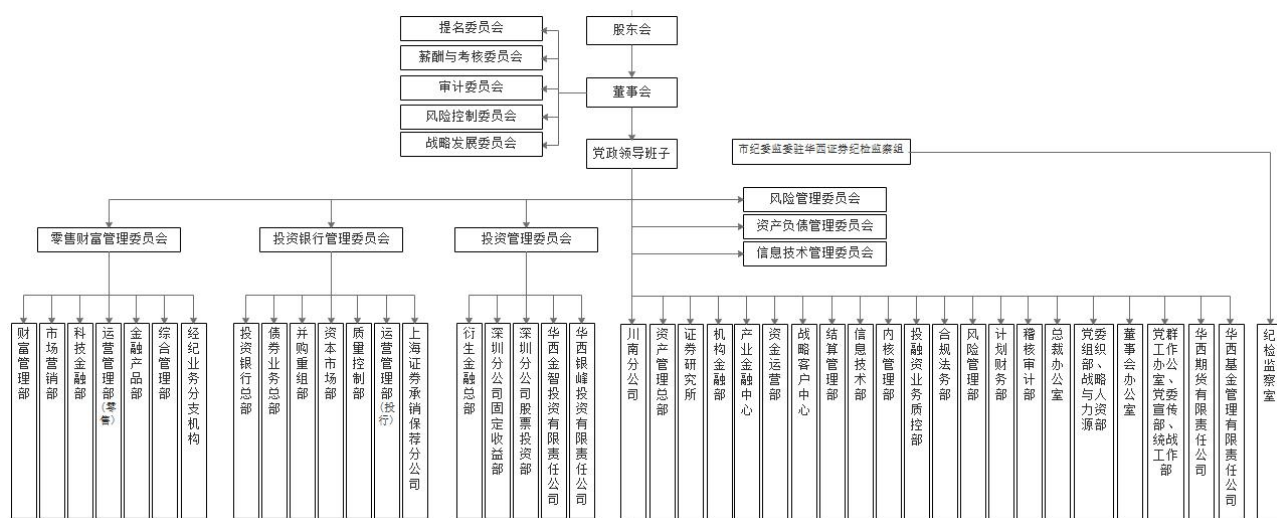 提名委员会
股东会
薪酬与考核委员会
审计委员会
董事会
风险控制委员会
战略发展委员会
党政领导班子
市纪委监委驻华西证券纪检监察组
风险管理委员会
资产负债管理委员会
信息技术管理委员会
零售财富管理委员会
投资银行管理委员会
投资管理委员会
财富管理部
市场营销部
科技金融部
运营管理部(零售)
金融产品部
综合管理部
经纪业务分支机构
投资银行总部
债券业务总部
并购重组部
资本市场部
质量控制部
运营管理部(投行)
上海证券承销保荐分公司
衍生金融总部
深圳分公司固定收益部
深圳分公司股票投资部
华西金智投资有限责任公司
华西银峰投资有限责任公司
川南分公司
资产管理总部
证券研究所
机构金融部
产业金融中心
资金运营部
战略客户中心
结算管理部
信息技术部
内核管理部
投融资业务质控部
合规法务部
风险管理部
计划财务部
稽核审计部
总裁办公室
党委组织部、战略与人力资源部
董事会办公室
党群工作办公室、党委宣传部、统战工作部
华西期货有限责任公司
华西基金管理有限责任公司
纪检监察室